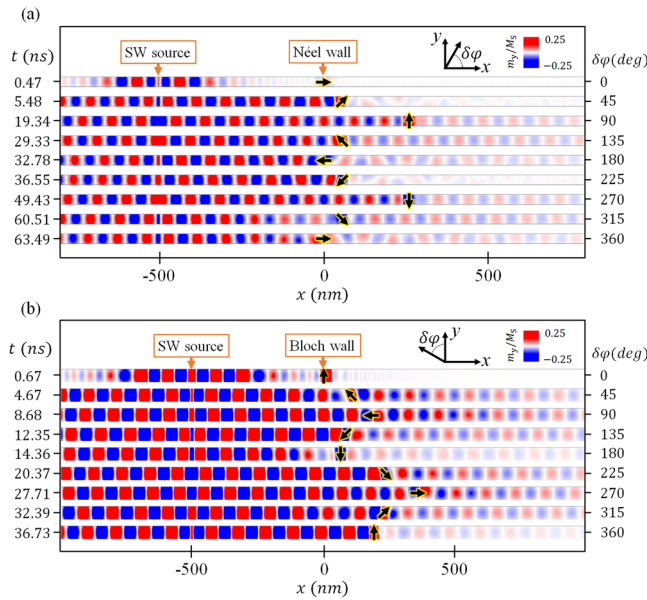 (a)
t (ns) SW source Néel wall y δφ x m_y/M_S 0.25 −0.25 δφ(deg)
0.47 0
5.48 45
19.34 90
29.33 135
32.78 180
36.55 225
49.43 270
60.51 315
63.49 360
-500 0 500
x (nm)
(b)
t (ns) SW source Bloch wall δφ y x m_y/M_S 0.25 −0.25 δφ(deg)
0.67 0
4.67 45
8.68 90
12.35 135
14.36 180
20.37 225
27.71 270
32.39 315
36.73 360
-500 0 500
x (nm)